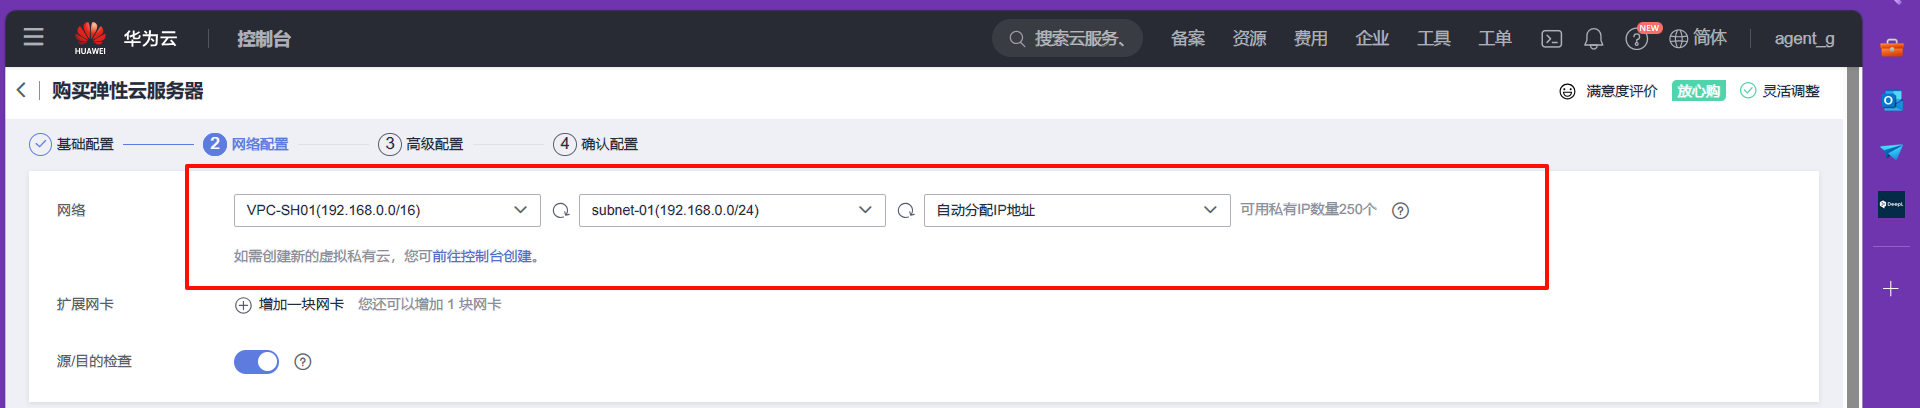 HUAWEI 华为云 控制台 搜索云服务、 备案 资源 费用 企业 工具 工单 NEW 简体 agent_g
购买弹性云服务器 满意度评价 放心购 灵活调整
基础配置 2 网络配置 3 高级配置 4 确认配置
网络 VPC-SH01(192.168.0.0/16) subnet-01(192.168.0.0/24) 自动分配IP地址 可用私有IP数量250个
如需创建新的虚拟私有云，您可前往控制台创建。
扩展网卡 增加一块网卡 您还可以增加 1 块网卡
源/目的检查
DeepL